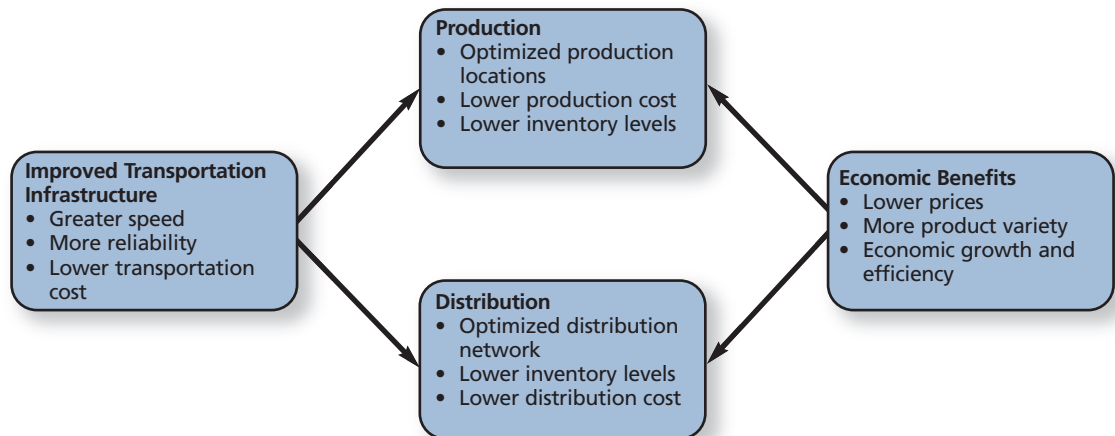 Production
• Optimized production
locations
• Lower production cost
• Lower inventory levels
Improved Transportation
Infrastructure
• Greater speed
• More reliability
• Lower transportation
cost
Economic Benefits
• Lower prices
• More product variety
• Economic growth and
efficiency
Distribution
• Optimized distribution
network
• Lower inventory levels
• Lower distribution cost